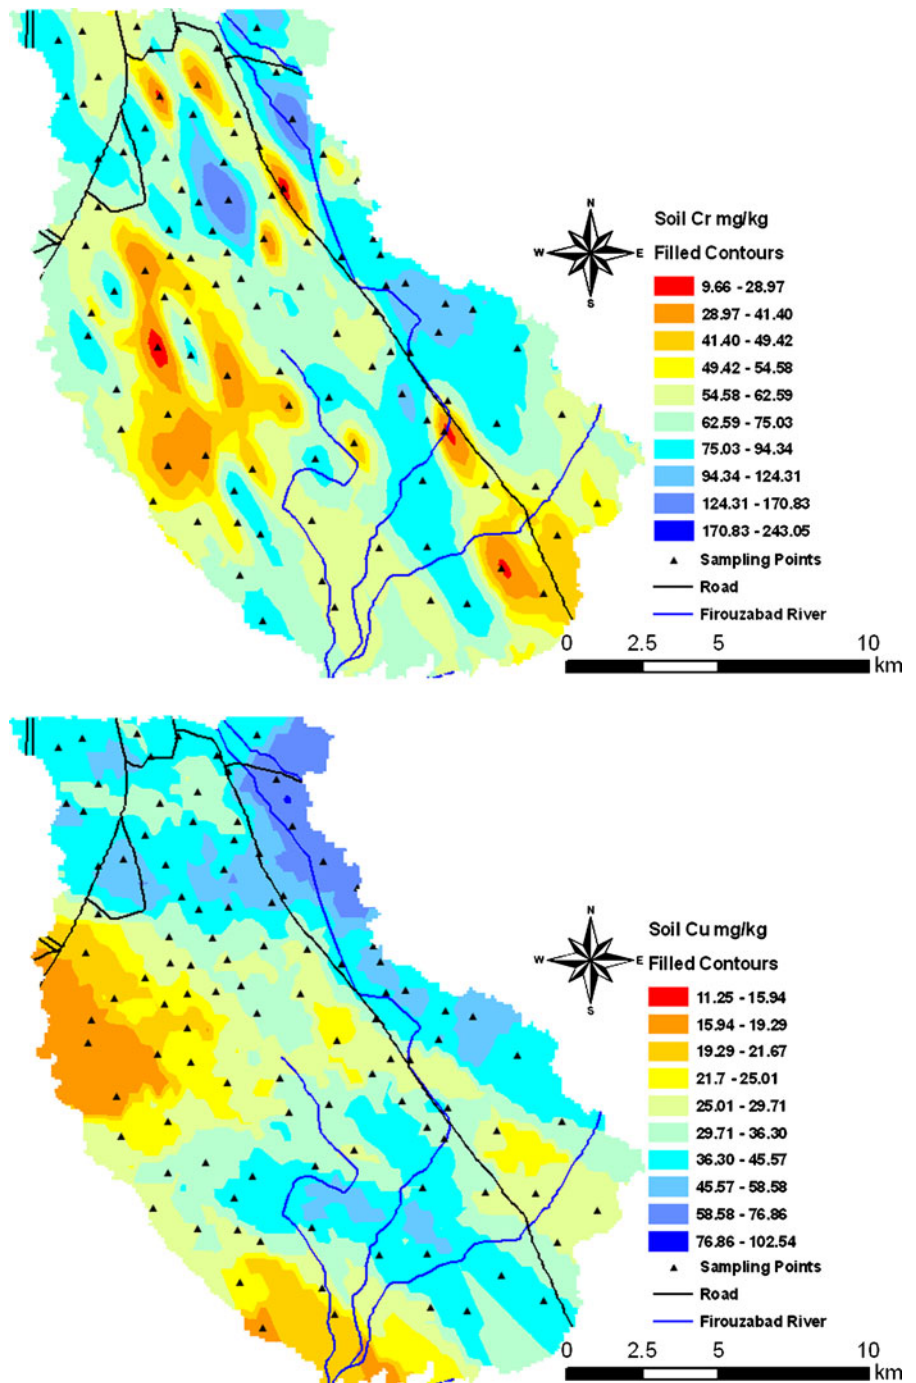 N
W E
S
Soil Cr mg/kg
Filled Contours
9.66 - 28.97
28.97 - 41.40
41.40 - 49.42
49.42 - 54.58
54.58 - 62.59
62.59 - 75.03
75.03 - 94.34
94.34 - 124.31
124.31 - 170.83
170.83 - 243.05
Sampling Points
Road
Firouzabad River
0 2.5 5 10
km
N
W E
S
Soil Cu mg/kg
Filled Contours
11.25 - 15.94
15.94 - 19.29
19.29 - 21.67
21.7 - 25.01
25.01 - 29.71
29.71 - 36.30
36.30 - 45.57
45.57 - 58.58
58.58 - 76.86
76.86 - 102.54
Sampling Points
Road
Firouzabad River
0 2.5 5 10
km